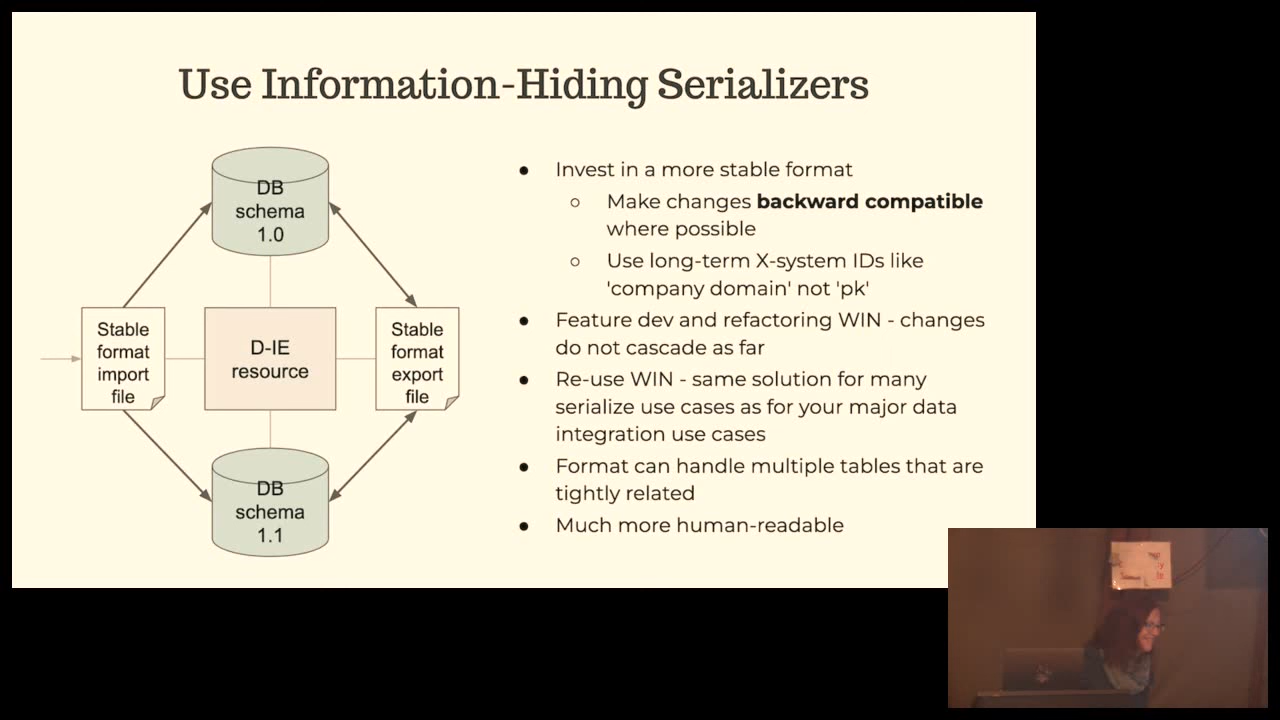 Use Information-Hiding Serializers
DB
schema
1.0
Stable
format
import
file
D-IE
resource
Stable
format
export
file
DB
schema
1.1
● Invest in a more stable format
○ Make changes backward compatible
where possible
○ Use long-term X-system IDs like
'company domain' not 'pk'
● Feature dev and refactoring WIN - changes
do not cascade as far
● Re-use WIN - same solution for many
serialize use cases as for your major data
integration use cases
● Format can handle multiple tables that are
tightly related
● Much more human-readable